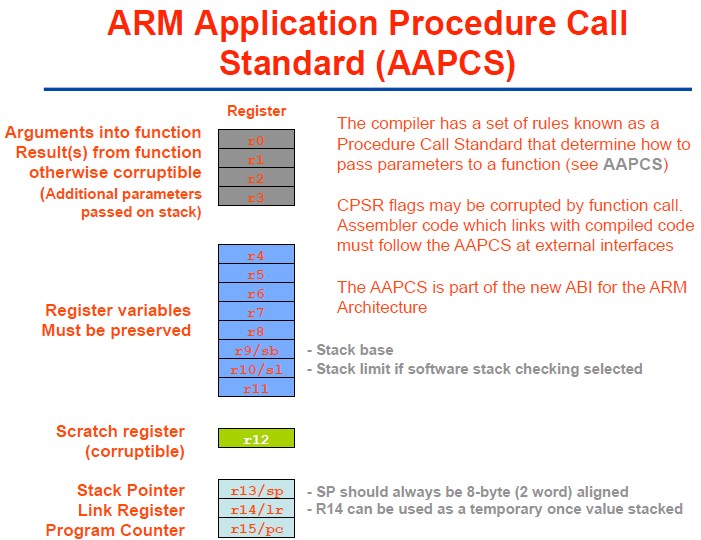 ARM Application Procedure Call
Standard (AAPCS)
Register
Arguments into function
Result(s) from function
otherwise corruptible
(Additional parameters
passed on stack)
r0
r1
r2
r3
The compiler has a set of rules known as a
Procedure Call Standard that determine how to
pass parameters to a function (see AAPCS)
CPSR flags may be corrupted by function call.
Assembler code which links with compiled code
must follow the AAPCS at external interfaces
The AAPCS is part of the new ABI for the ARM
Architecture
Register variables
Must be preserved
r4
r5
r6
r7
r8
r9/sb
r10/sl
r11
- Stack base
- Stack limit if software stack checking selected
Scratch register
(corruptible)
r12
Stack Pointer
Link Register
Program Counter
r13/sp
r14/lr
r15/pc
- SP should always be 8-byte (2 word) aligned
- R14 can be used as a temporary once value stacked